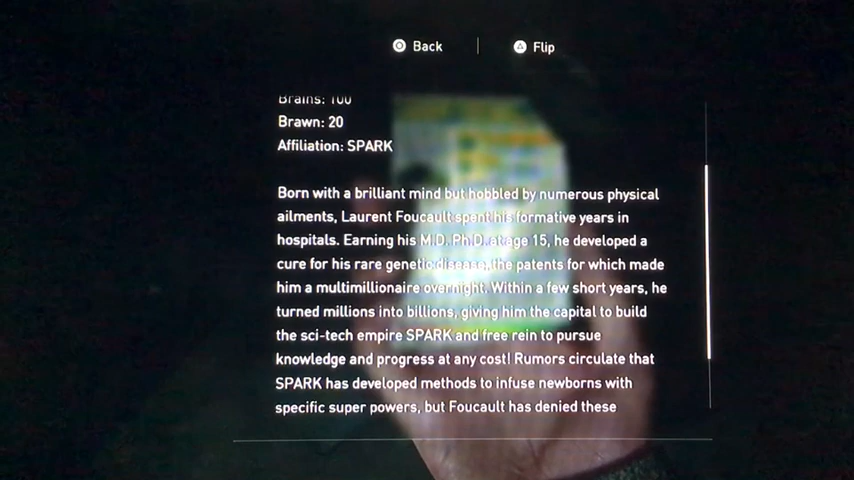 Back
Flip
Brains: 100
Brawn: 20
Affiliation: SPARK
Born with a brilliant mind but hobbled by numerous physical
ailments, Laurent Foucault spent his formative years in
hospitals. Earning his M.D. Ph.D. at age 15, he developed a
cure for his rare genetic disease, the patents for which made
him a multimillionaire overnight. Within a few short years, he
turned millions into billions, giving him the capital to build
the sci-tech empire SPARK and free rein to pursue
knowledge and progress at any cost! Rumors circulate that
SPARK has developed methods to infuse newborns with
specific super powers, but Foucault has denied these